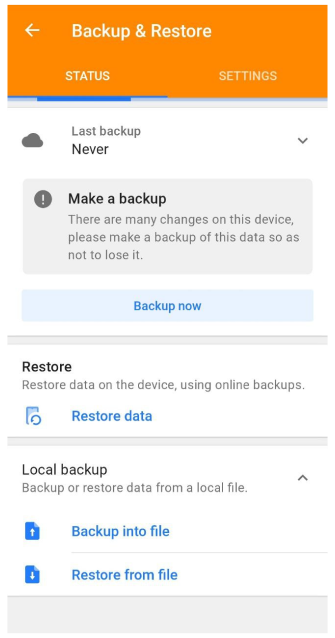 Backup & Restore
STATUS
SETTINGS
Last backup
Never
Make a backup
There are many changes on this device,
please make a backup of this data so as
not to lose it.
Backup now
Restore
Restore data on the device, using online backups.
Restore data
Local backup
Backup or restore data from a local file.
Backup into file
Restore from file